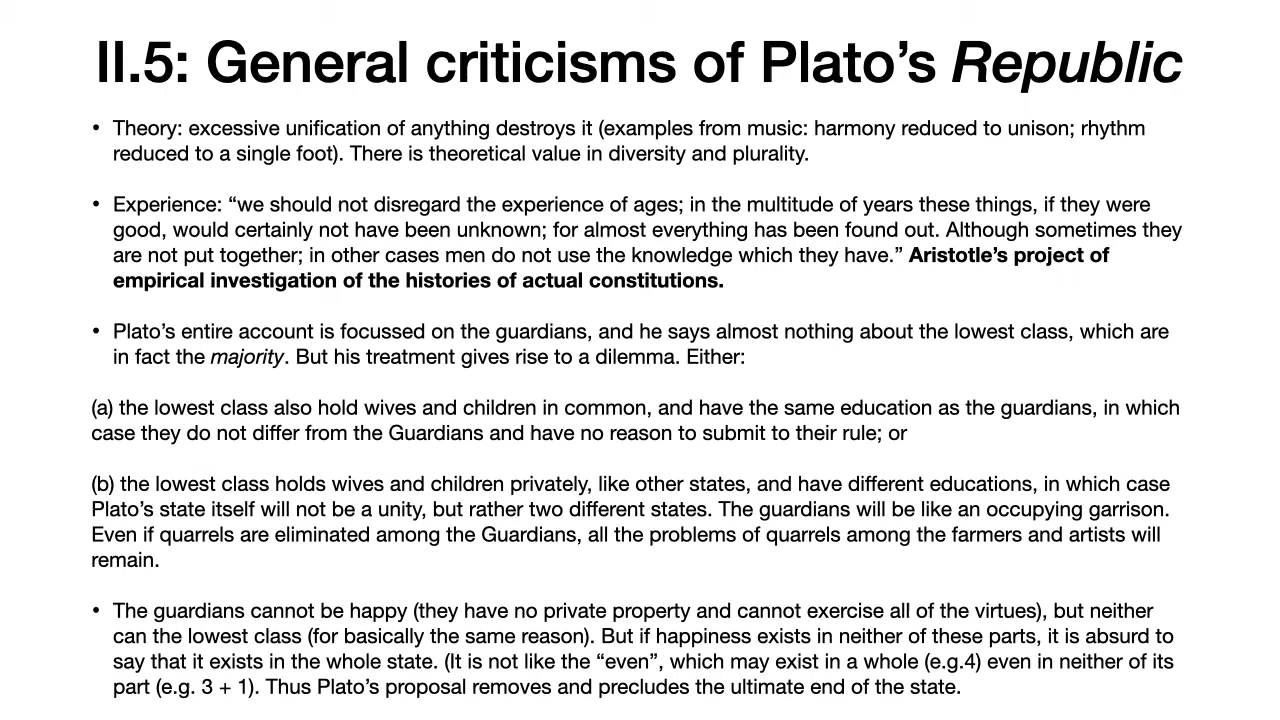 II.5: General criticisms of Plato’s Republic
• Theory: excessive unification of anything destroys it (examples from music: harmony reduced to unison; rhythm
reduced to a single foot). There is theoretical value in diversity and plurality.
• Experience: “we should not disregard the experience of ages; in the multitude of years these things, if they were
good, would certainly not have been unknown; for almost everything has been found out. Although sometimes they
are not put together; in other cases men do not use the knowledge which they have.” Aristotle’s project of
empirical investigation of the histories of actual constitutions.
• Plato’s entire account is focussed on the guardians, and he says almost nothing about the lowest class, which are
in fact the majority. But his treatment gives rise to a dilemma. Either:
(a) the lowest class also hold wives and children in common, and have the same education as the guardians, in which
case they do not differ from the Guardians and have no reason to submit to their rule; or
(b) the lowest class holds wives and children privately, like other states, and have different educations, in which case
Plato’s state itself will not be a unity, but rather two different states. The guardians will be like an occupying garrison.
Even if quarrels are eliminated among the Guardians, all the problems of quarrels among the farmers and artists will
remain.
• The guardians cannot be happy (they have no private property and cannot exercise all of the virtues), but neither
can the lowest class (for basically the same reason). But if happiness exists in neither of these parts, it is absurd to
say that it exists in the whole state. (It is not like the “even”, which may exist in a whole (e.g.4) even in neither of its
part (e.g. 3 + 1). Thus Plato’s proposal removes and precludes the ultimate end of the state.